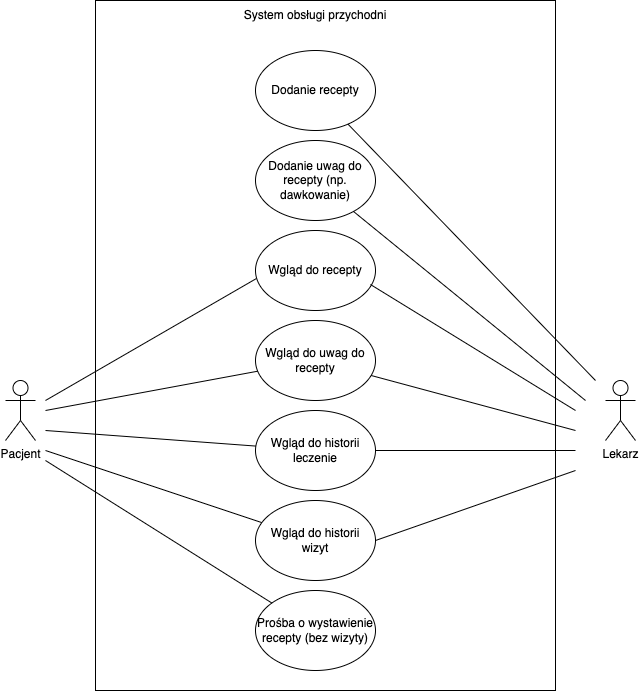 System obsługi przychodni
Dodanie recepty
Dodanie uwag do
recepty (np.
dawkowanie)
Wgląd do recepty
Wgląd do uwag do
recepty
Wgląd do historii
leczenie
Wgląd do historii
wizyt
Prośba o wystawienie
recepty (bez wizyty)
Pacjent
Lekarz